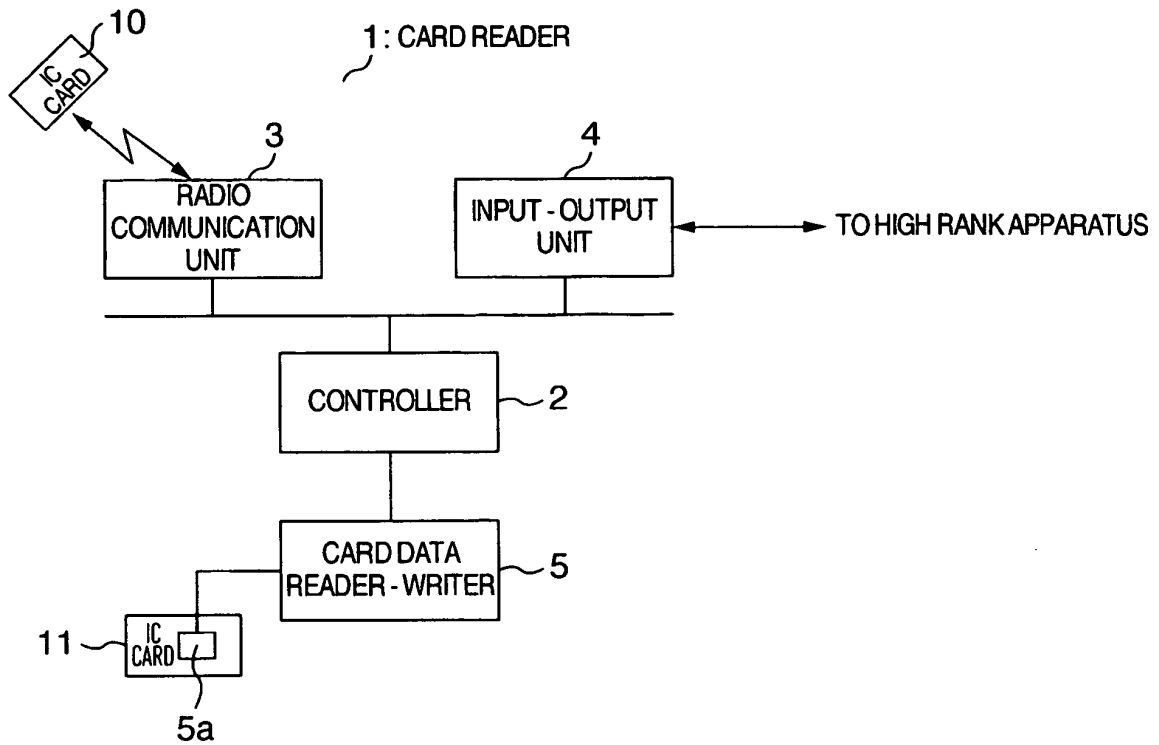 10
1 : CARD READER
IC
CARD
3
4
RADIO
COMMUNICATION
UNIT
INPUT - OUTPUT
UNIT
TO HIGH RANK APPARATUS
CONTROLLER
2
CARD DATA
READER - WRITER
5
11
IC
CARD
5a